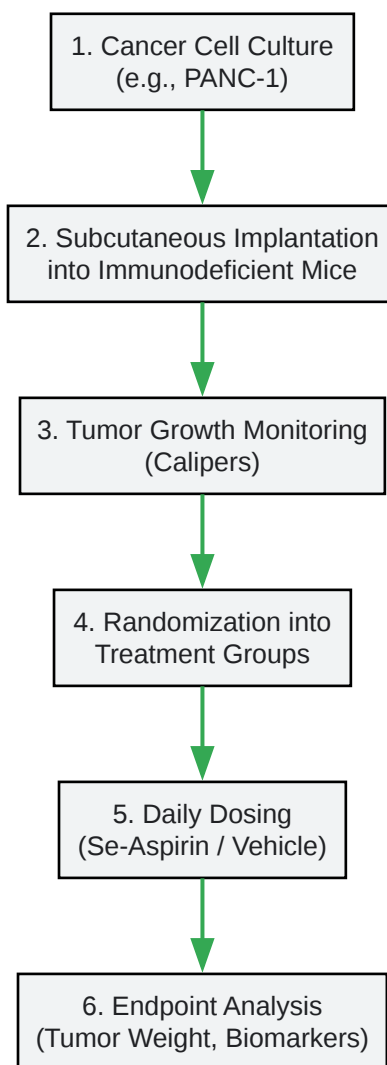 1. Cancer Cell Culture
(e.g., PANC-1)
2. Subcutaneous Implantation
into Immunodeficient Mice
3. Tumor Growth Monitoring
(Calipers)
4. Randomization into
Treatment Groups
5. Daily Dosing
(Se-Aspirin / Vehicle)
6. Endpoint Analysis
(Tumor Weight, Biomarkers)